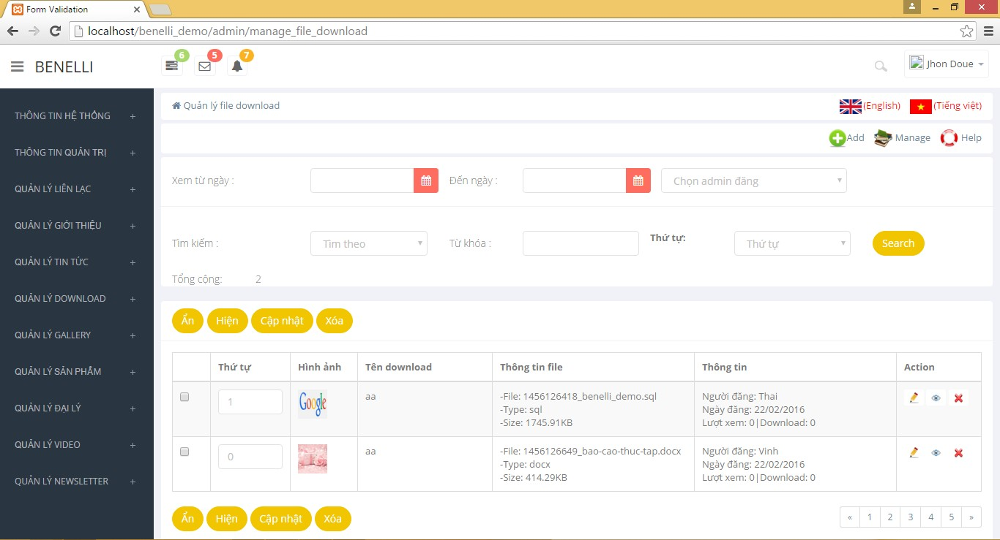 Form Validation
localhost/benelli_demo/admin/manage_file_download
BENELLI
6
5
7
Jhon Doue
THÔNG TIN HỆ THỐNG +
THÔNG TIN QUẢN TRỊ +
QUẢN LÝ LIÊN LẠC +
QUẢN LÝ GIỚI THIỆU +
QUẢN LÝ TIN TỨC +
QUẢN LÝ DOWNLOAD +
QUẢN LÝ GALLERY +
QUẢN LÝ SẢN PHẨM +
QUẢN LÝ ĐẠI LÝ +
QUẢN LÝ VIDEO +
QUẢN LÝ NEWSLETTER +
Quản lý file download
(English) (Tiếng việt)
Add Manage Help
Xem từ ngày : Đến ngày : Chọn admin đăng
Tìm kiếm : Tìm theo Từ khóa : Thứ tự: Thứ tự Search
Tổng cộng: 2
Ẩn Hiện Cập nhật Xóa
Thứ tự Hình ảnh Tên download Thông tin file Thông tin Action
1 Google aa
-File: 1456126418_benelli_demo.sql
-Type: sql
-Size: 1745.91KB
Người đăng: Thai
Ngày đăng: 22/02/2016
Lượt xem: 0|Download: 0
0 aa
-File: 1456126649_bao-cao-thuc-tap.docx
-Type: docx
-Size: 414.29KB
Người đăng: Vinh
Ngày đăng: 22/02/2016
Lượt xem: 0|Download: 0
Ẩn Hiện Cập nhật Xóa
« 1 2 3 4 5 »